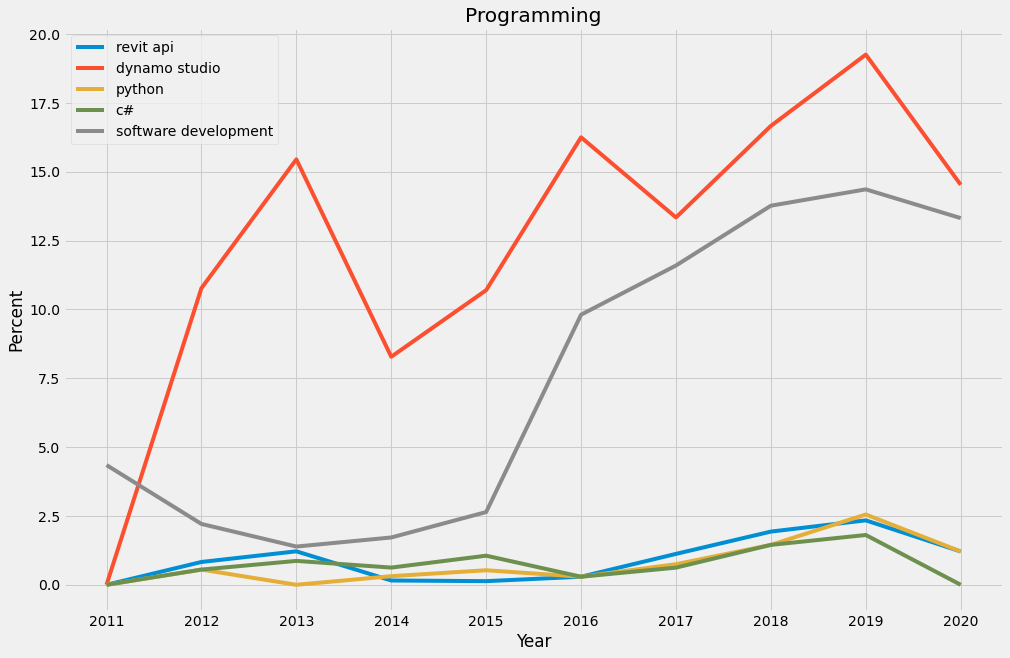 Programming
revit api
dynamo studio
python
c#
software development
20.0
17.5
15.0
12.5
10.0
7.5
5.0
2.5
0.0
Percent
2011 2012 2013 2014 2015 2016 2017 2018 2019 2020
Year